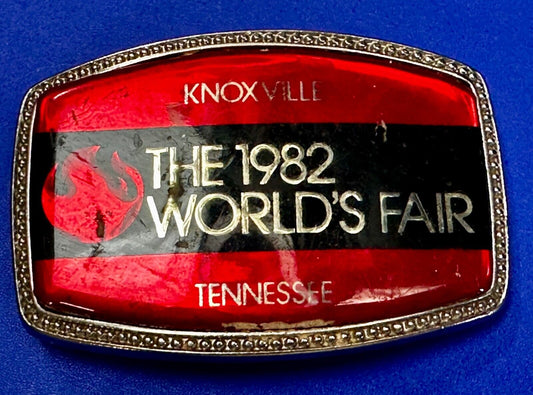 KNOXVILLE
THE 1982
WORLD'S FAIR
TENNESSEE